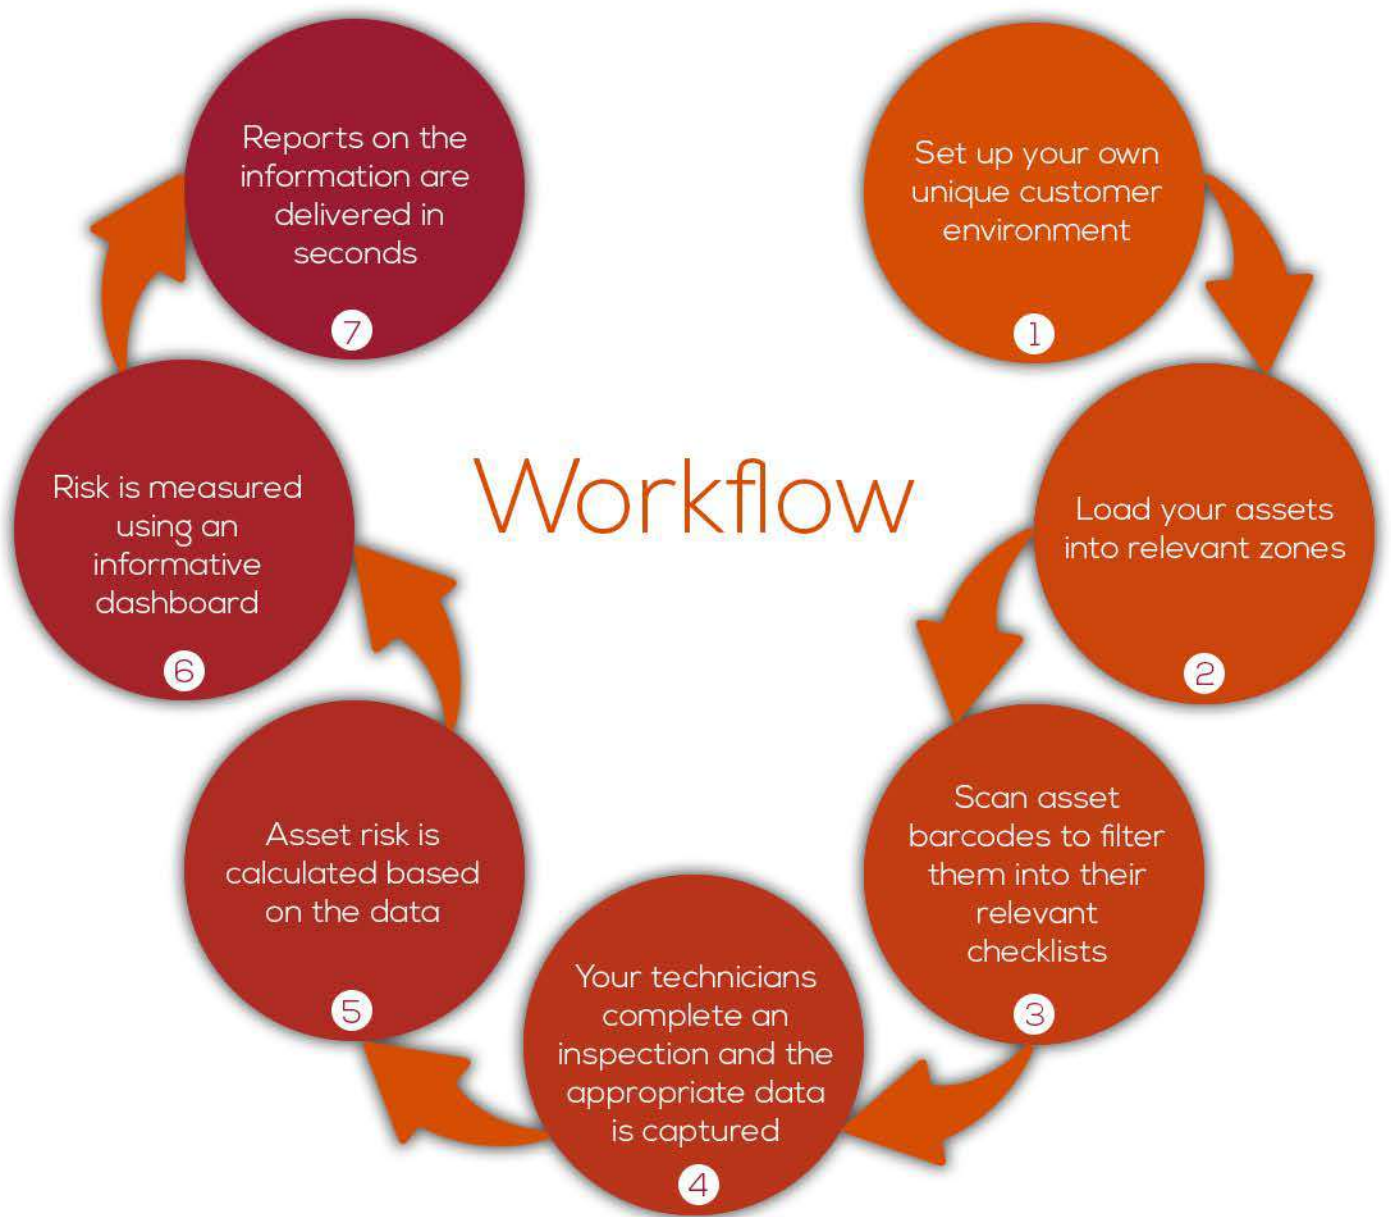 Workflow
Set up your own
unique customer
environment
1
Load your assets
into relevant zones
2
Scan asset
barcodes to filter
them into their
relevant
checklists
3
Your technicians
complete an
inspection and the
appropriate data
is captured
4
Asset risk is
calculated based
on the data
5
Risk is measured
using an
informative
dashboard
6
Reports on the
information are
delivered in
seconds
7